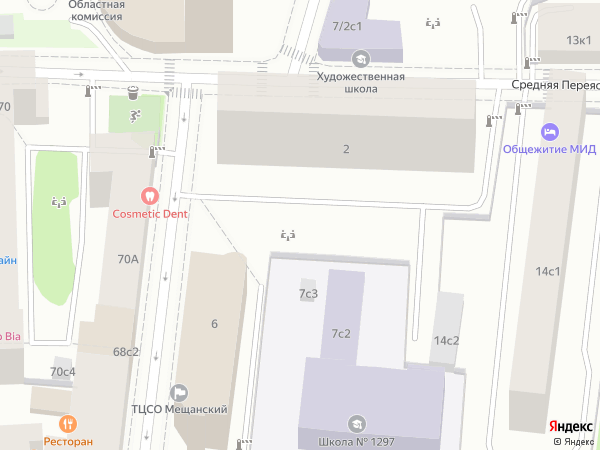 Областная
комиссия
7/2с1
13к1
Художественная
школа
Средняя Переяс
70
2
Общежитие МИД
Cosmetic Dent
айн
70А
14с1
7с3
6
7с2
о Bia
68с2
14с2
70с4
ТЦСО Мещанский
Ресторан
Школа № 1297
Яндекс
© Яндекс